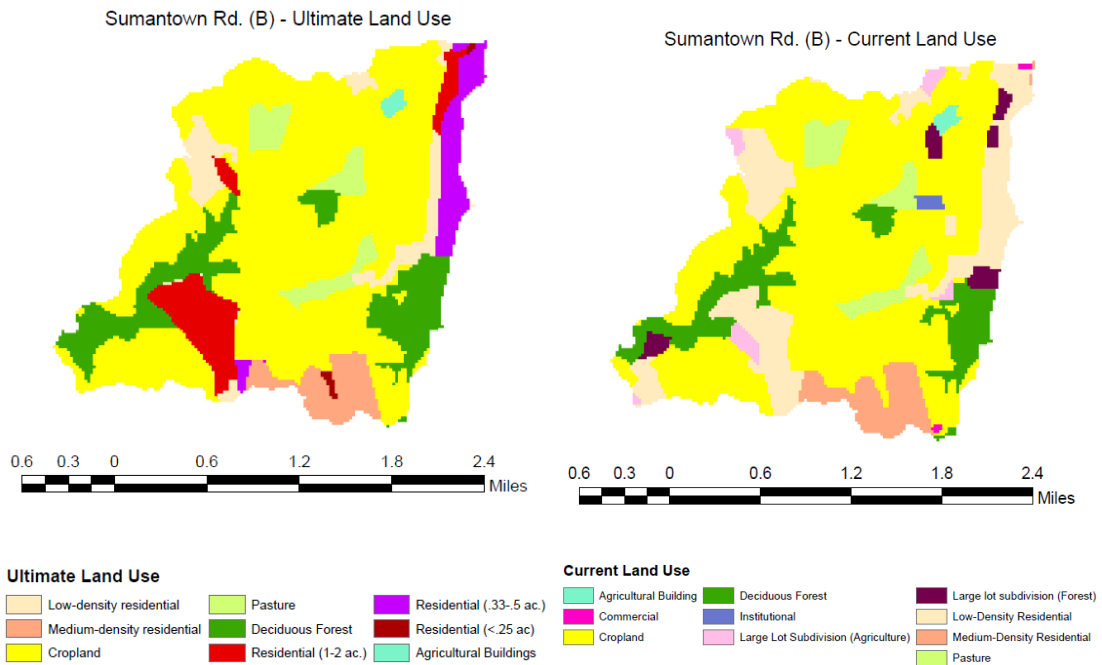 Sumantown Rd. (B) - Ultimate Land Use
0.6 0.3 0 0.6 1.2 1.8 2.4
Miles
Ultimate Land Use
Low-density residential
Medium-density residential
Cropland
Pasture
Deciduous Forest
Residential (1-2 ac.)
Residential (.33-.5 ac.)
Residential (<.25 ac)
Agricultural Buildings
Sumantown Rd. (B) - Current Land Use
0.6 0.3 0 0.6 1.2 1.8 2.4
Miles
Current Land Use
Agricultural Building
Commercial
Cropland
Deciduous Forest
Institutional
Large Lot Subdivision (Agriculture)
Large lot subdivision (Forest)
Low-Density Residential
Medium-Density Residential
Pasture